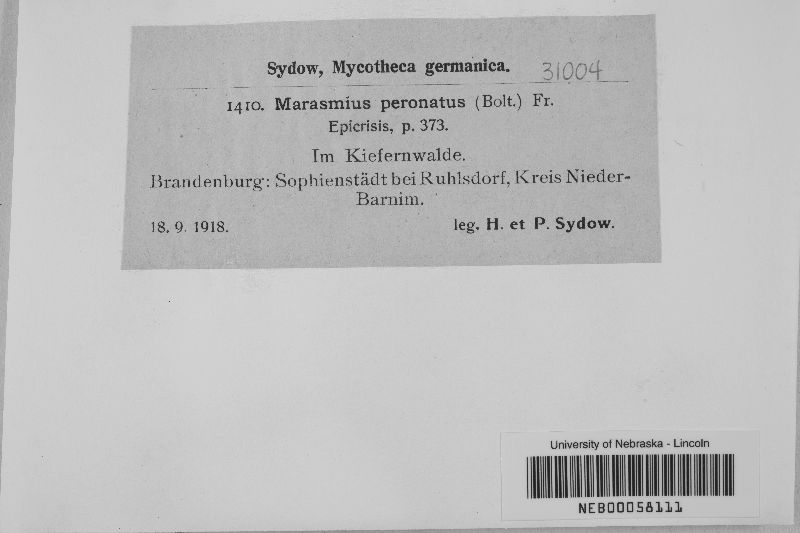 Sydow, Mycotheca germanica. 31004
1410. Marasmius peronatus (Bolt.) Fr.
Epicrisis, p. 373.
Im Kiefernwalde.
Brandenburg: Sophienstädt bei Ruhlsdorf, Kreis Nieder-
Barnim.
18. 9. 1918. leg. H. et P. Sydow.
University of Nebraska - Lincoln
NEB00058111